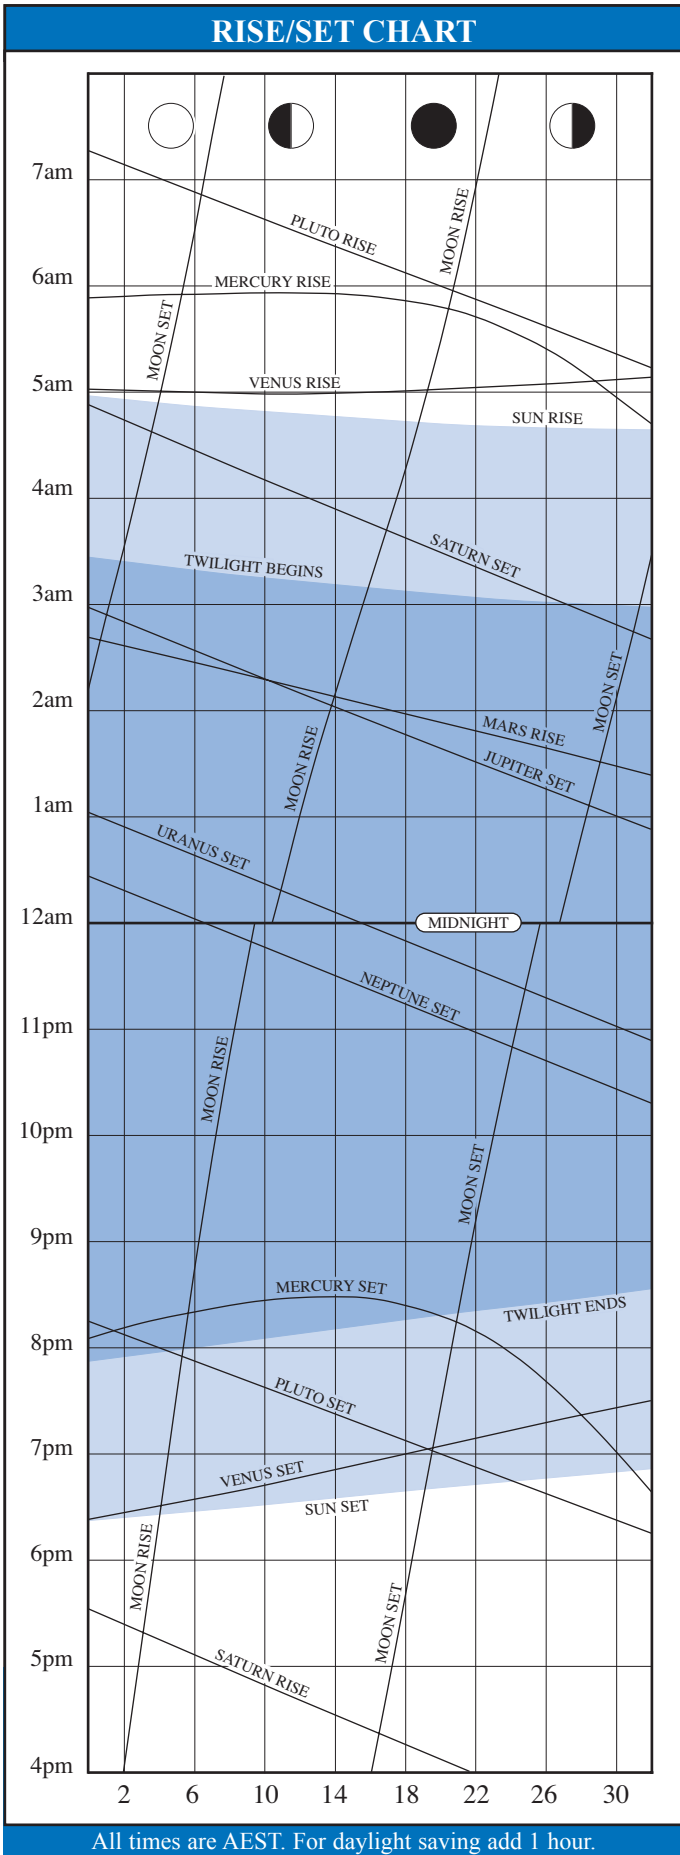 RISE/SET CHART
7am
PLUTO RISE
MOON RISE
6am
MERCURY RISE
MOON SET
5am
VENUS RISE
SUN RISE
4am
SATURN SET
TWILIGHT BEGINS
3am
MOON SET
2am
MARS RISE
MOON RISE
JUPITER SET
1am
URANUS SET
12am
MIDNIGHT
NEPTUNE SET
11pm
MOON RISE
10pm
MOON SET
9pm
MERCURY SET
TWILIGHT ENDS
8pm
PLUTO SET
7pm
VENUS SET
SUN SET
6pm
MOON RISE
MOON SET
5pm
SATURN RISE
4pm
2 6 10 14 18 22 26 30
All times are AEST. For daylight saving add 1 hour.